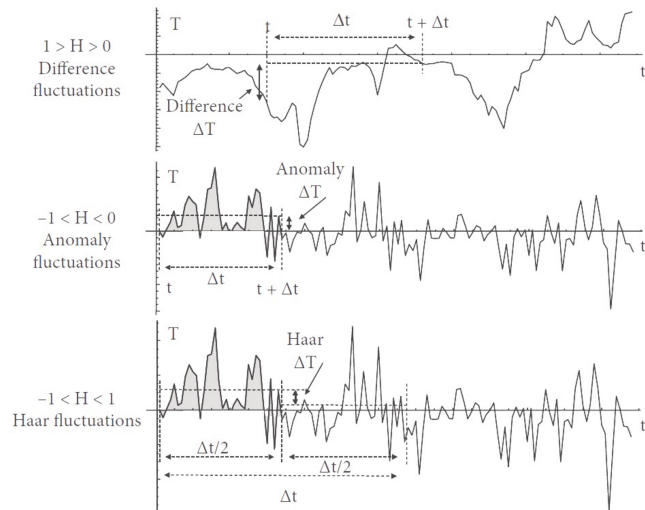 T
t
Δt
t + Δt
1 > H > 0
Difference
fluctuations
t
Difference
ΔT
T
Anomaly
ΔT
−1 < H < 0
Anomaly
fluctuations
t
t
Δt
t + Δt
T
Haar
ΔT
−1 < H < 1
Haar fluctuations
t
Δt/2
Δt/2
Δt